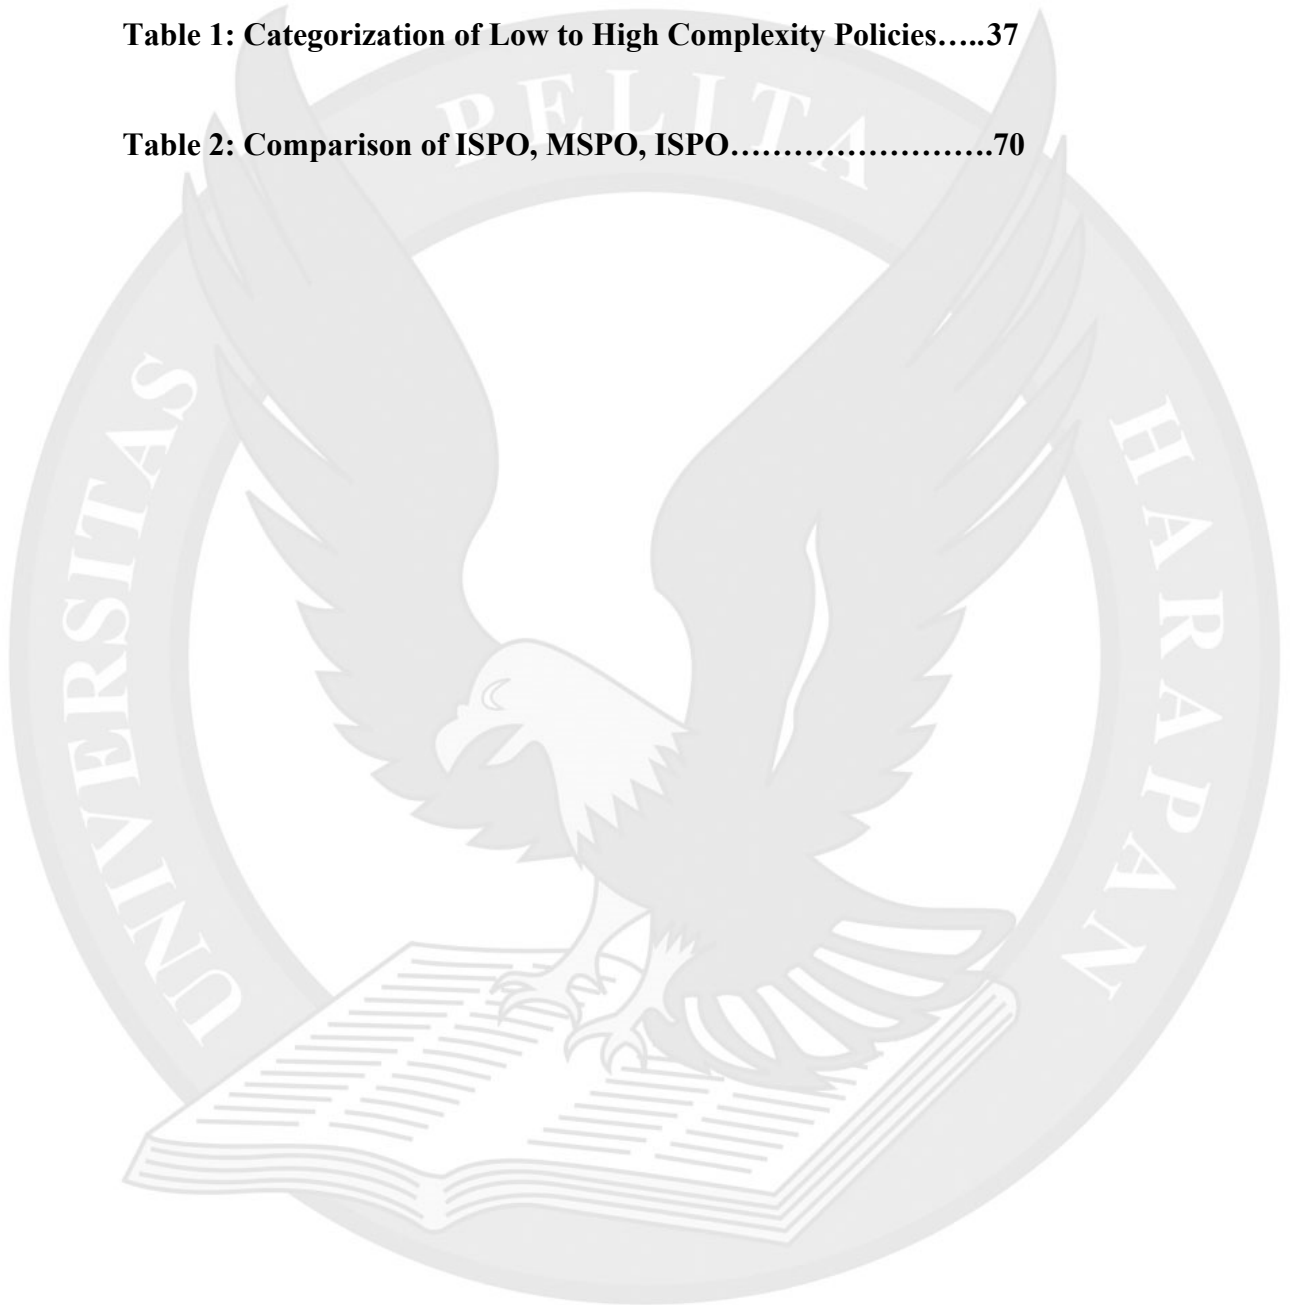 Table 1: Categorization of Low to High Complexity Policies…..37
Table 2: Comparison of ISPO, MSPO, ISPO…………………….70
UNIVERSITAS PELITA HARAPAN